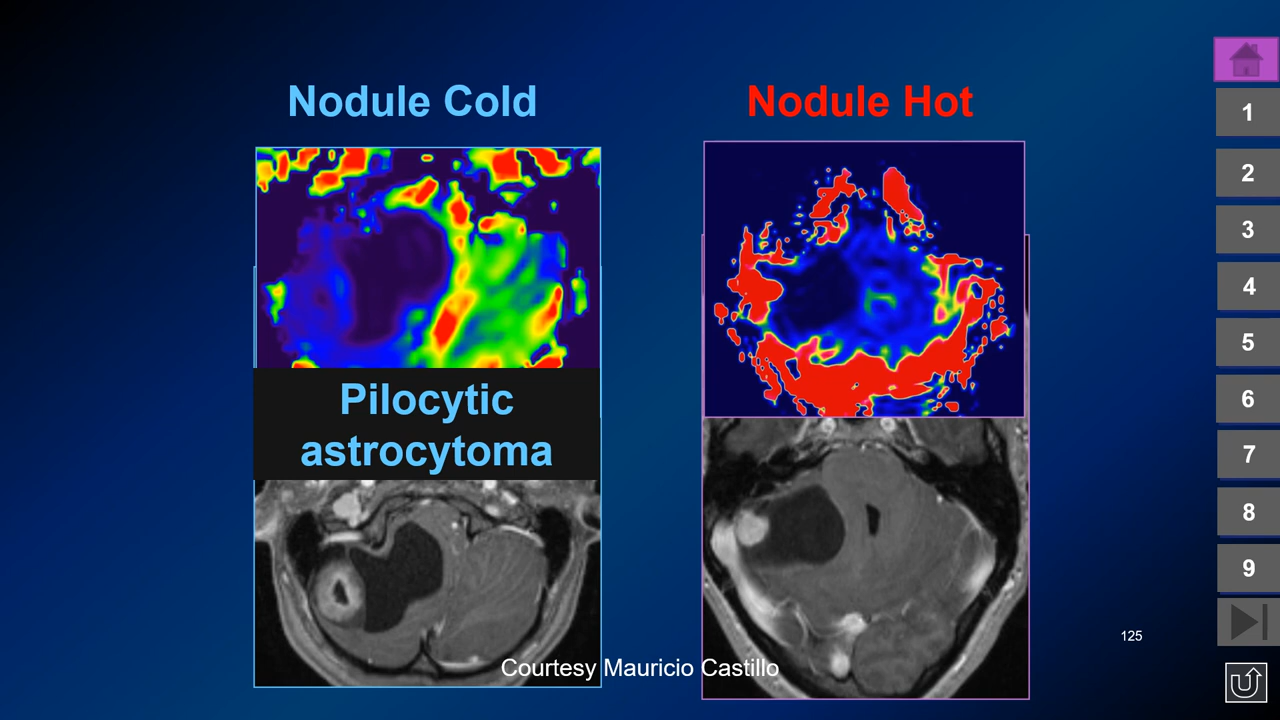 Nodule Cold
Nodule Hot
Pilocytic
astrocytoma
Courtesy Mauricio Castillo
125
1
2
3
4
5
6
7
8
9